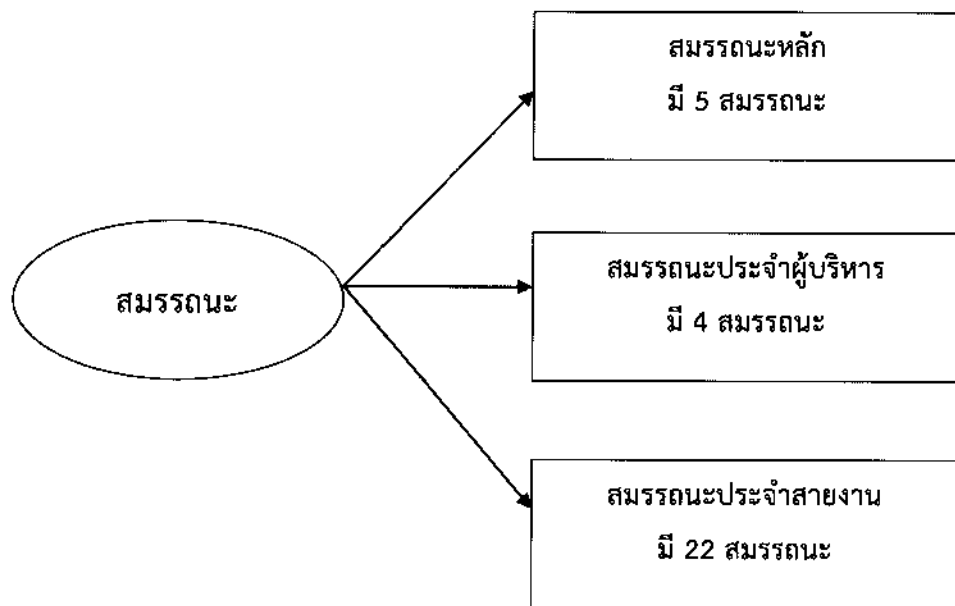 สมรรถนะหลัก
มี 5 สมรรถนะ
สมรรถนะ
สมรรถนะประจำผู้บริหาร
มี 4 สมรรถนะ
สมรรถนะประจำสายงาน
มี 22 สมรรถนะ